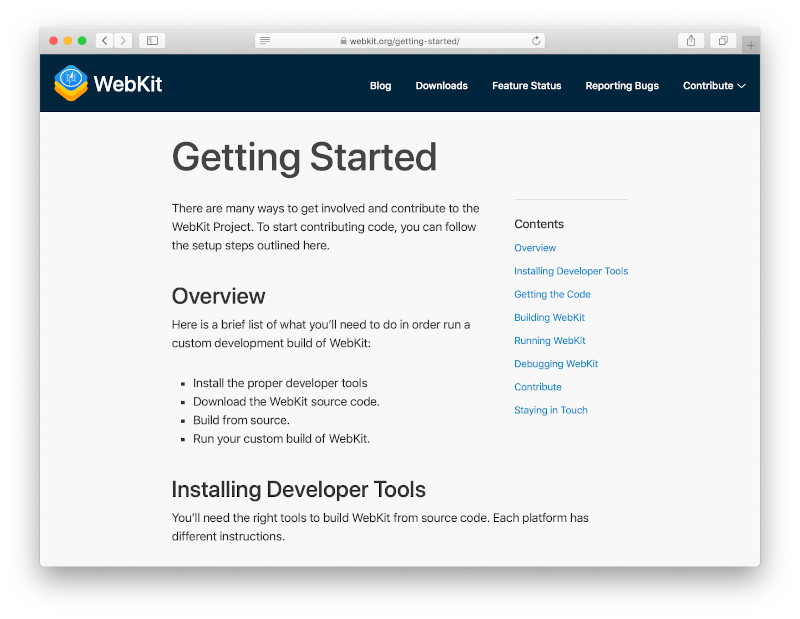 webkit.org/getting-started/
WebKit
Blog Downloads Feature Status Reporting Bugs Contribute
Getting Started
There are many ways to get involved and contribute to the
WebKit Project. To start contributing code, you can follow
the setup steps outlined here.
Contents
Overview
Installing Developer Tools
Getting the Code
Building WebKit
Running WebKit
Debugging WebKit
Contribute
Staying in Touch
Overview
Here is a brief list of what you’ll need to do in order run a
custom development build of WebKit:
Install the proper developer tools
Download the WebKit source code.
Build from source.
Run your custom build of WebKit.
Installing Developer Tools
You’ll need the right tools to build WebKit from source code. Each platform has
different instructions.